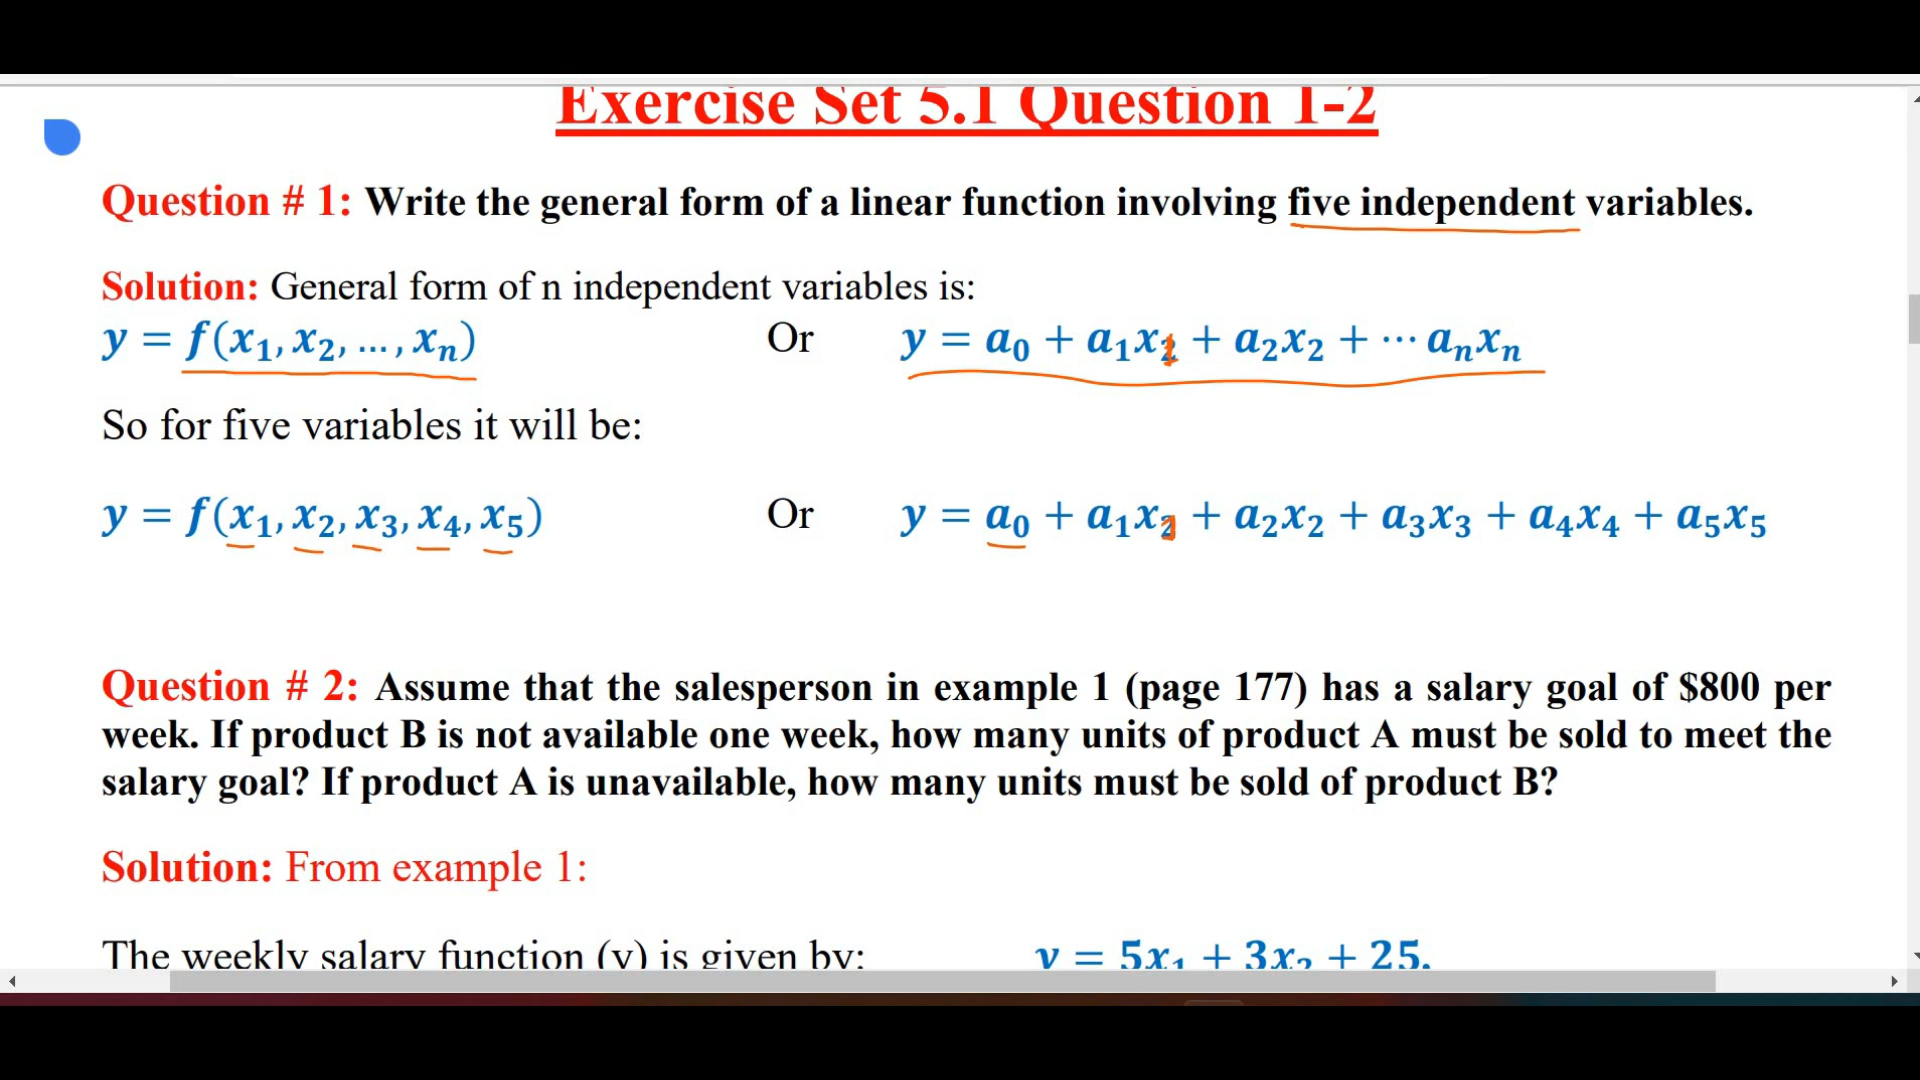 Exercise Set 5.1 Question 1-2
Question # 1: Write the general form of a linear function involving five independent variables.
Solution: General form of n independent variables is:
y = f(x₁, x₂, … , xₙ) Or y = a₀ + a₁x₁ + a₂x₂ + ⋯ aₙxₙ
So for five variables it will be:
y = f(x₁, x₂, x₃, x₄, x₅) Or y = a₀ + a₁x₁ + a₂x₂ + a₃x₃ + a₄x₄ + a₅x₅
Question # 2: Assume that the salesperson in example 1 (page 177) has a salary goal of $800 per
week. If product B is not available one week, how many units of product A must be sold to meet the
salary goal? If product A is unavailable, how many units must be sold of product B?
Solution: From example 1:
The weekly salary function (y) is given by: y = 5x₁ + 3x₂ + 25.